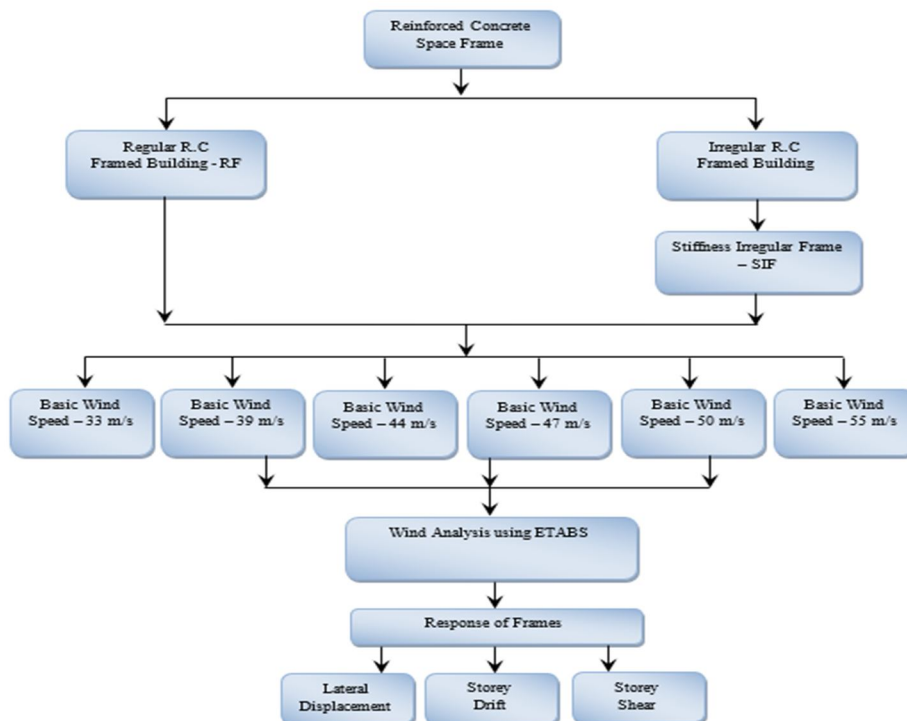 Reinforced Concrete
Space Frame
Regular R.C
Framed Building - RF
Irregular R.C
Framed Building
Stiffness Irregular Frame
– SIF
Basic Wind
Speed – 33 m/s
Basic Wind
Speed – 39 m/s
Basic Wind
Speed – 44 m/s
Basic Wind
Speed – 47 m/s
Basic Wind
Speed – 50 m/s
Basic Wind
Speed – 55 m/s
Wind Analysis using ETABS
Response of Frames
Lateral
Displacement
Storey
Drift
Storey
Shear